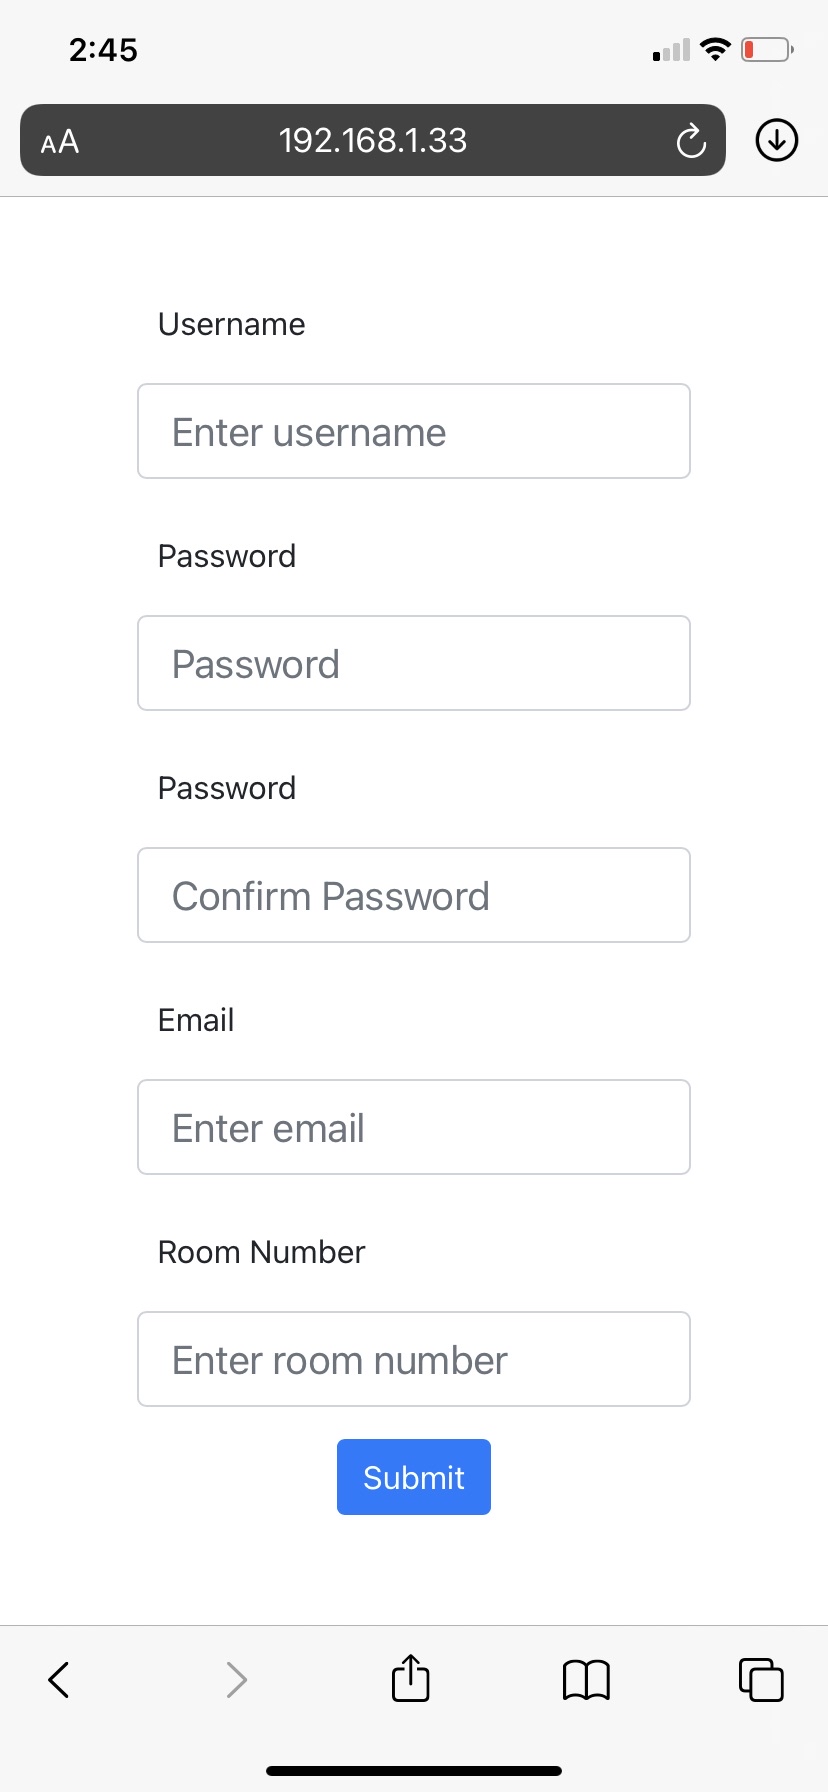 2:45
AA 192.168.1.33
Username
Enter username
Password
Password
Password
Confirm Password
Email
Enter email
Room Number
Enter room number
Submit